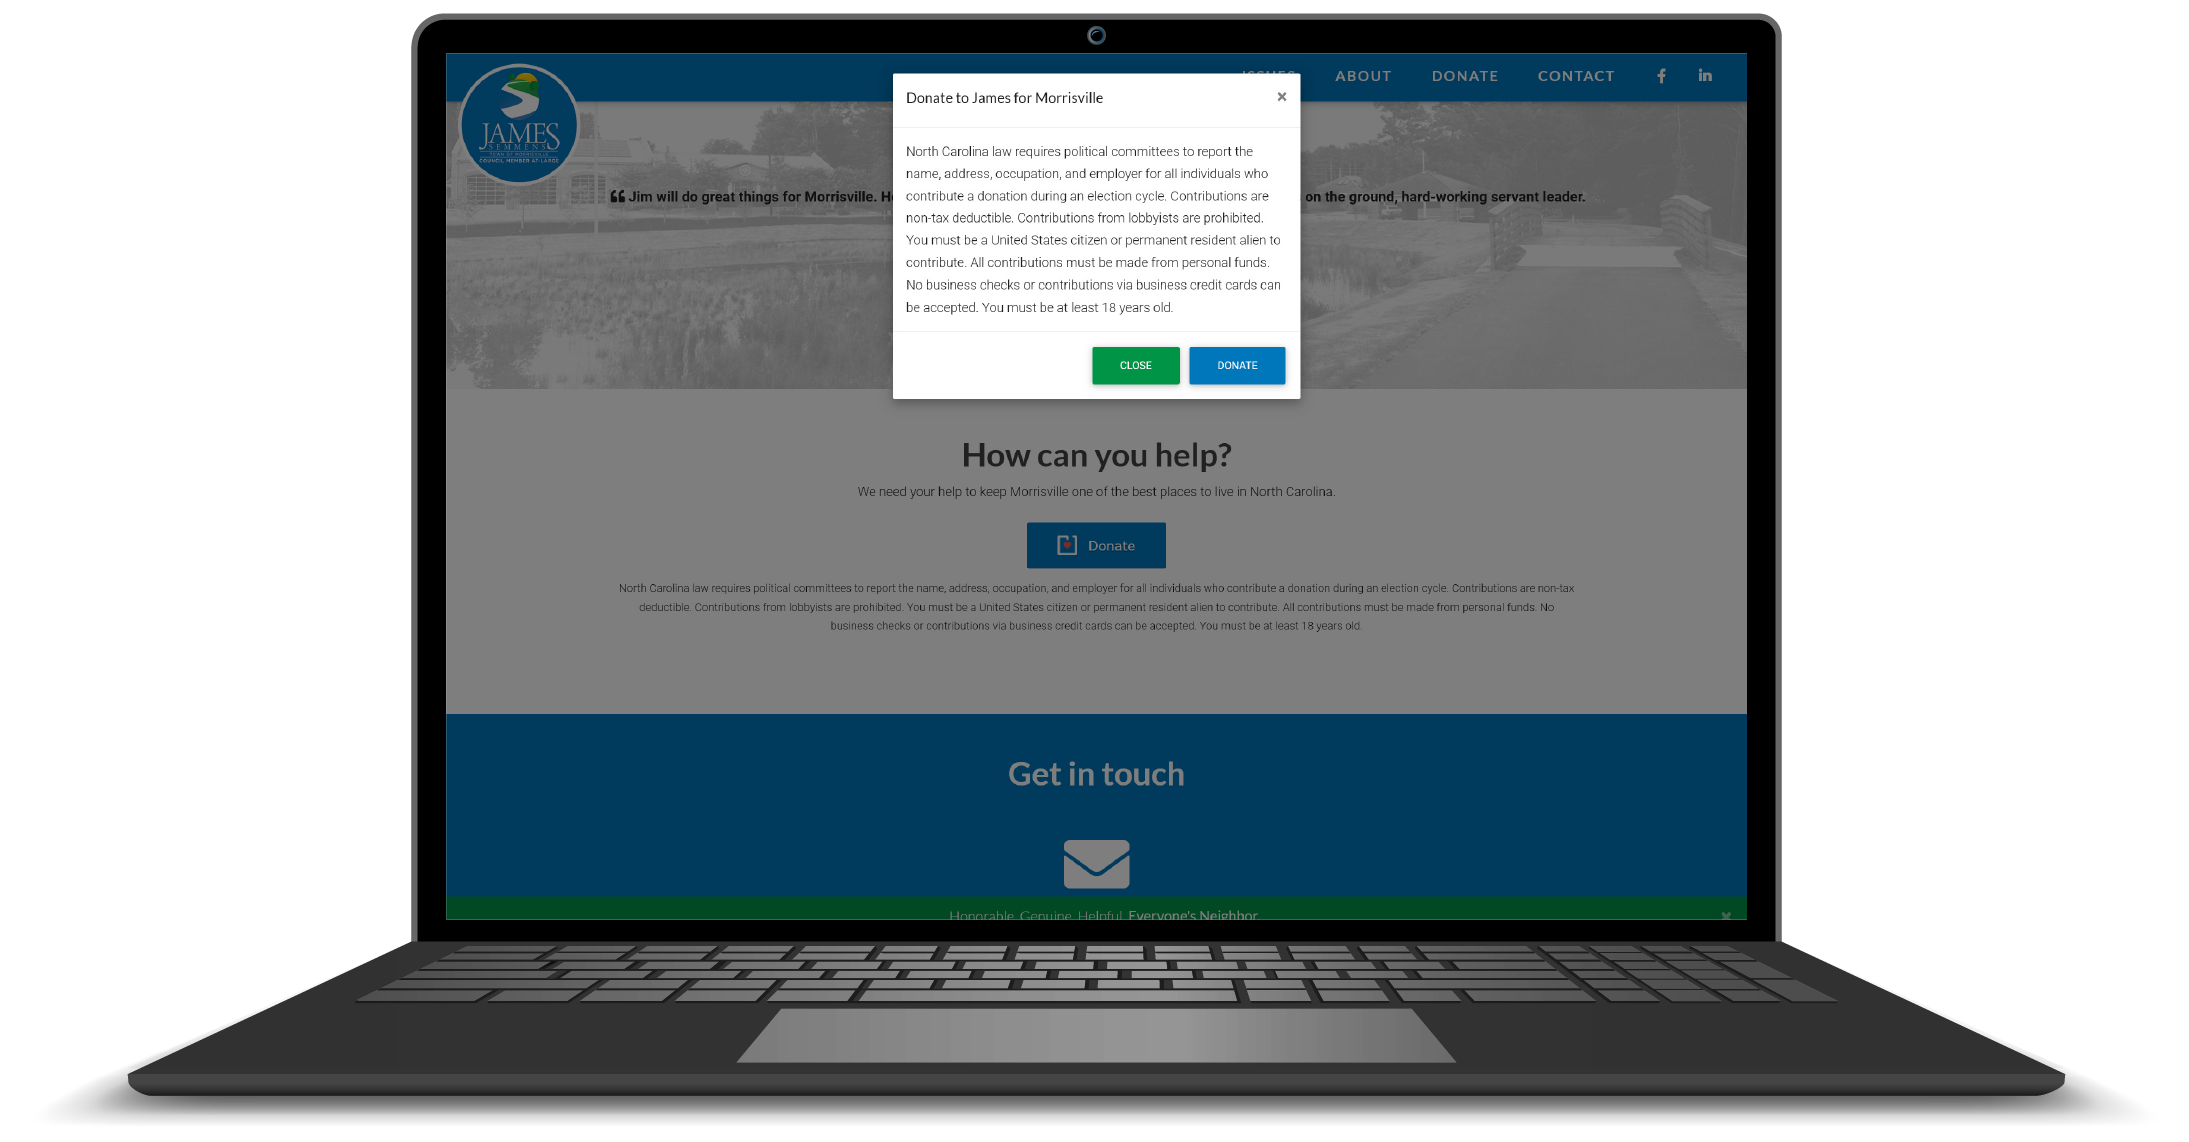 ISSUES ABOUT DONATE CONTACT
JAMES
SEMMENS
TOWN OF MORRISVILLE
COUNCIL MEMBER AT-LARGE
Donate to James for Morrisville ×
North Carolina law requires political committees to report the
name, address, occupation, and employer for all individuals who
contribute a donation during an election cycle. Contributions are
non-tax deductible. Contributions from lobbyists are prohibited.
You must be a United States citizen or permanent resident alien to
contribute. All contributions must be made from personal funds.
No business checks or contributions via business credit cards can
be accepted. You must be at least 18 years old.
CLOSE DONATE
“ Jim will do great things for Morrisville. on the ground, hard-working servant leader.
How can you help?
We need your help to keep Morrisville one of the best places to live in North Carolina.
Donate
North Carolina law requires political committees to report the name, address, occupation, and employer for all individuals who contribute a donation during an election cycle. Contributions are non-tax
deductible. Contributions from lobbyists are prohibited. You must be a United States citizen or permanent resident alien to contribute. All contributions must be made from personal funds. No
business checks or contributions via business credit cards can be accepted. You must be at least 18 years old.
Get in touch
Honorable. Genuine. Helpful. Everyone's Neighbor ×